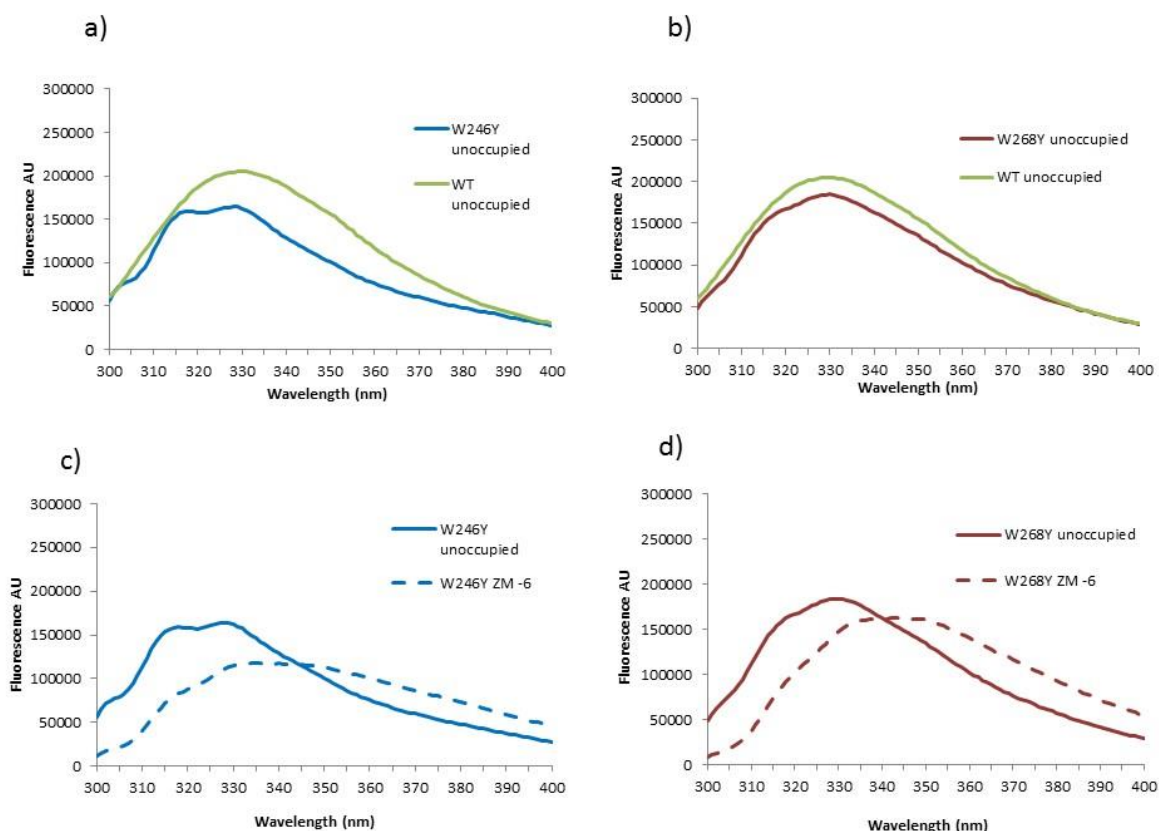 a)
300000
250000
200000
150000
100000
50000
0
Fluorescence AU
300 310 320 330 340 350 360 370 380 390 400
Wavelength (nm)
W246Y
unoccupied
WT
unoccupied
b)
300000
250000
200000
150000
100000
50000
0
Fluorescence AU
300 310 320 330 340 350 360 370 380 390 400
Wavelength (nm)
W268Y unoccupied
WT unoccupied
c)
300000
250000
200000
150000
100000
50000
0
Fluorescence AU
300 310 320 330 340 350 360 370 380 390 400
Wavelength (nm)
W246Y
unoccupied
W246Y ZM -6
d)
300000
250000
200000
150000
100000
50000
0
Fluorescence AU
300 310 320 330 340 350 360 370 380 390 400
Wavelength (nm)
W268Y unoccupied
W268Y ZM -6